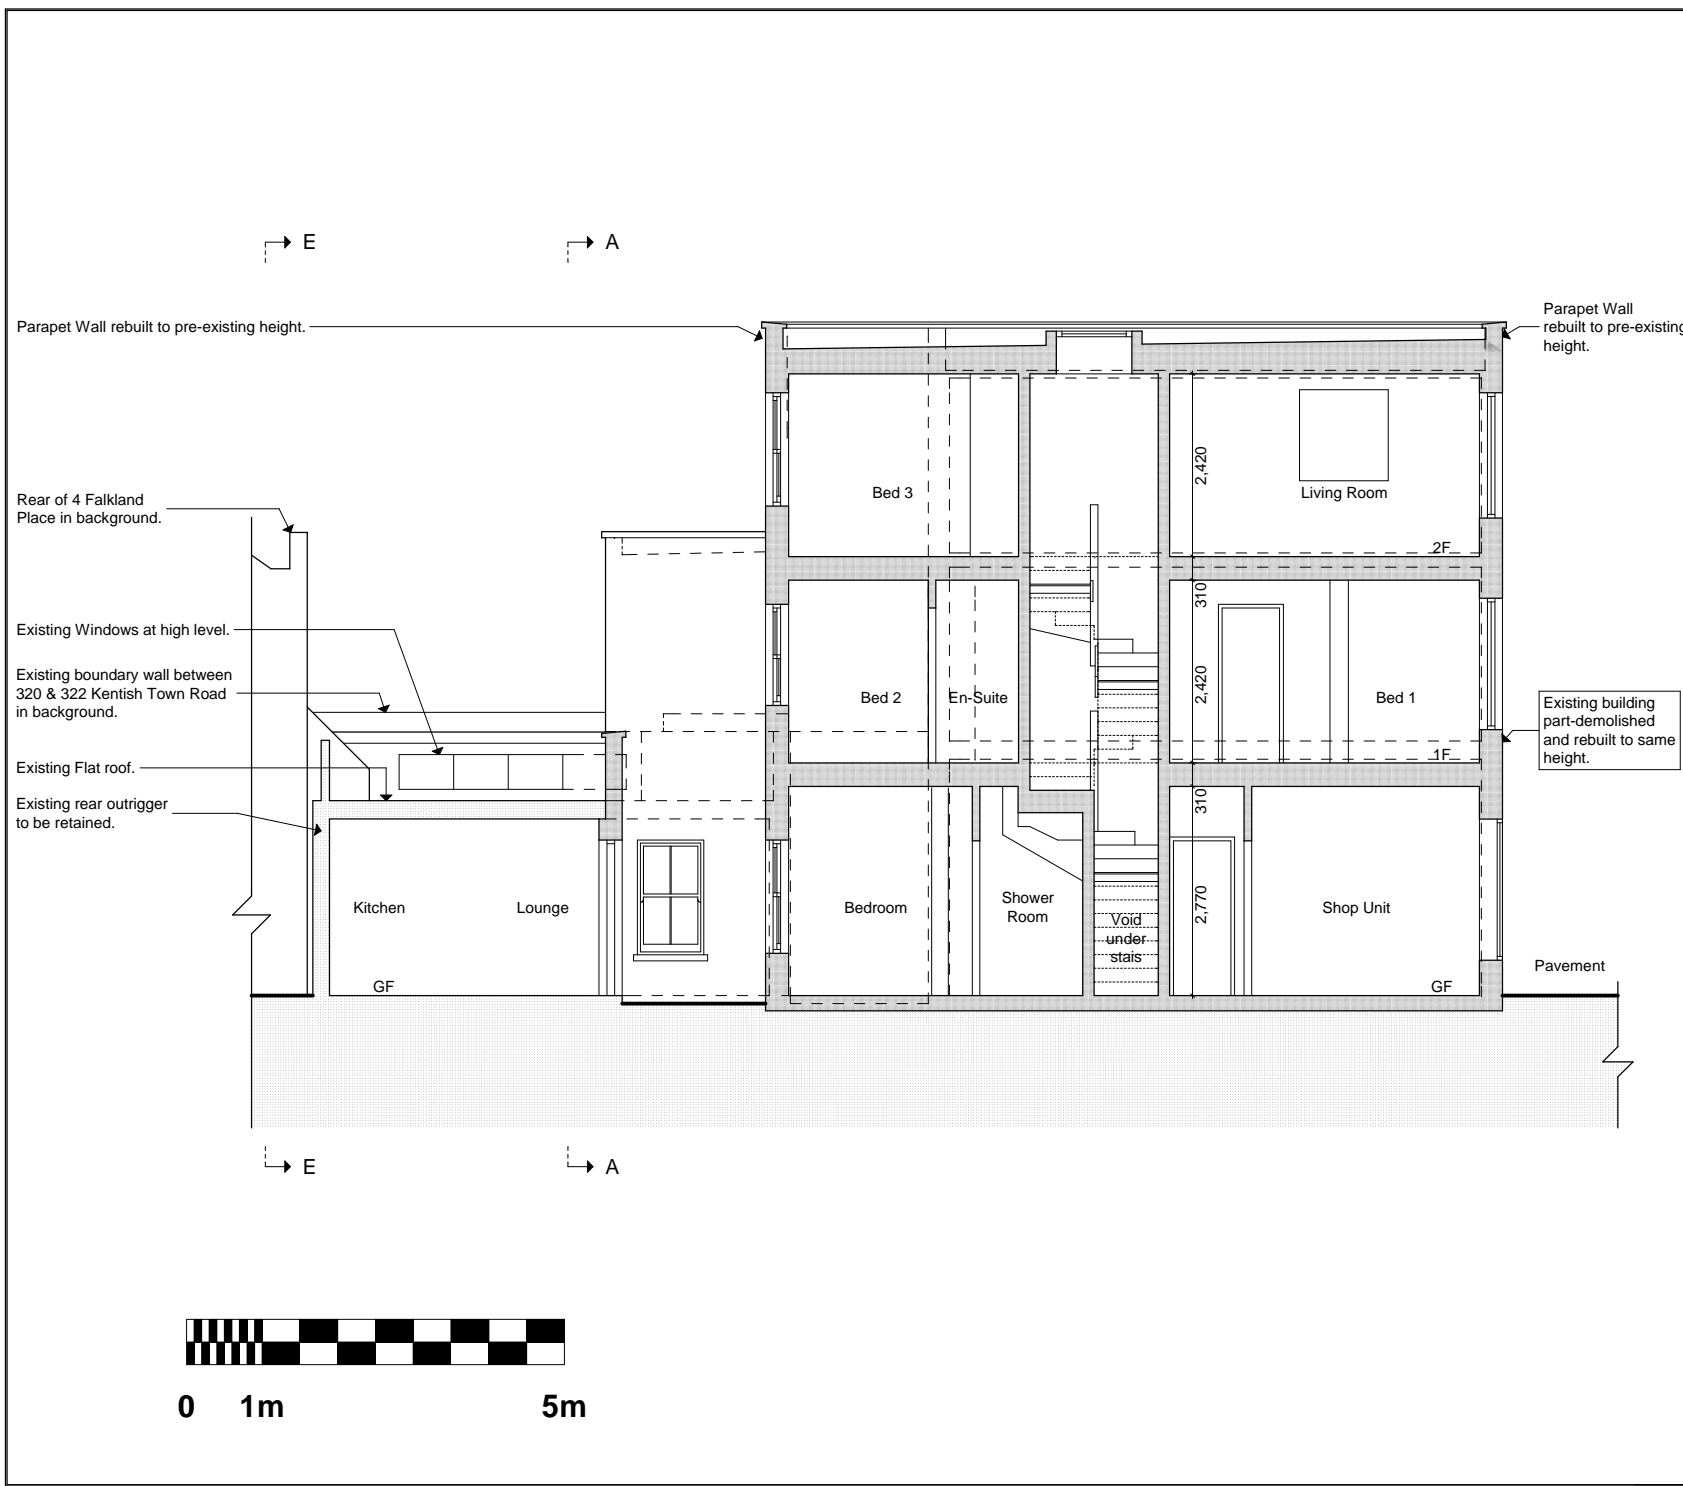 E
A
Parapet Wall rebuilt to pre-existing height.
Parapet Wall
rebuilt to pre-existing
height.
2,420
Bed 3
Living Room
Rear of 4 Falkland
Place in background.
2F
310
Existing Windows at high level.
Existing boundary wall between
320 & 322 Kentish Town Road
in background.
Bed 2
En-Suite
2,420
Bed 1
Existing building
part-demolished
and rebuilt to same
height.
1F
Existing Flat roof.
310
Existing rear outrigger
to be retained.
Kitchen
Lounge
Bedroom
Shower
Room
Void
under
stais
2,770
Shop Unit
Pavement
GF
GF
E
A
0 1m 5m